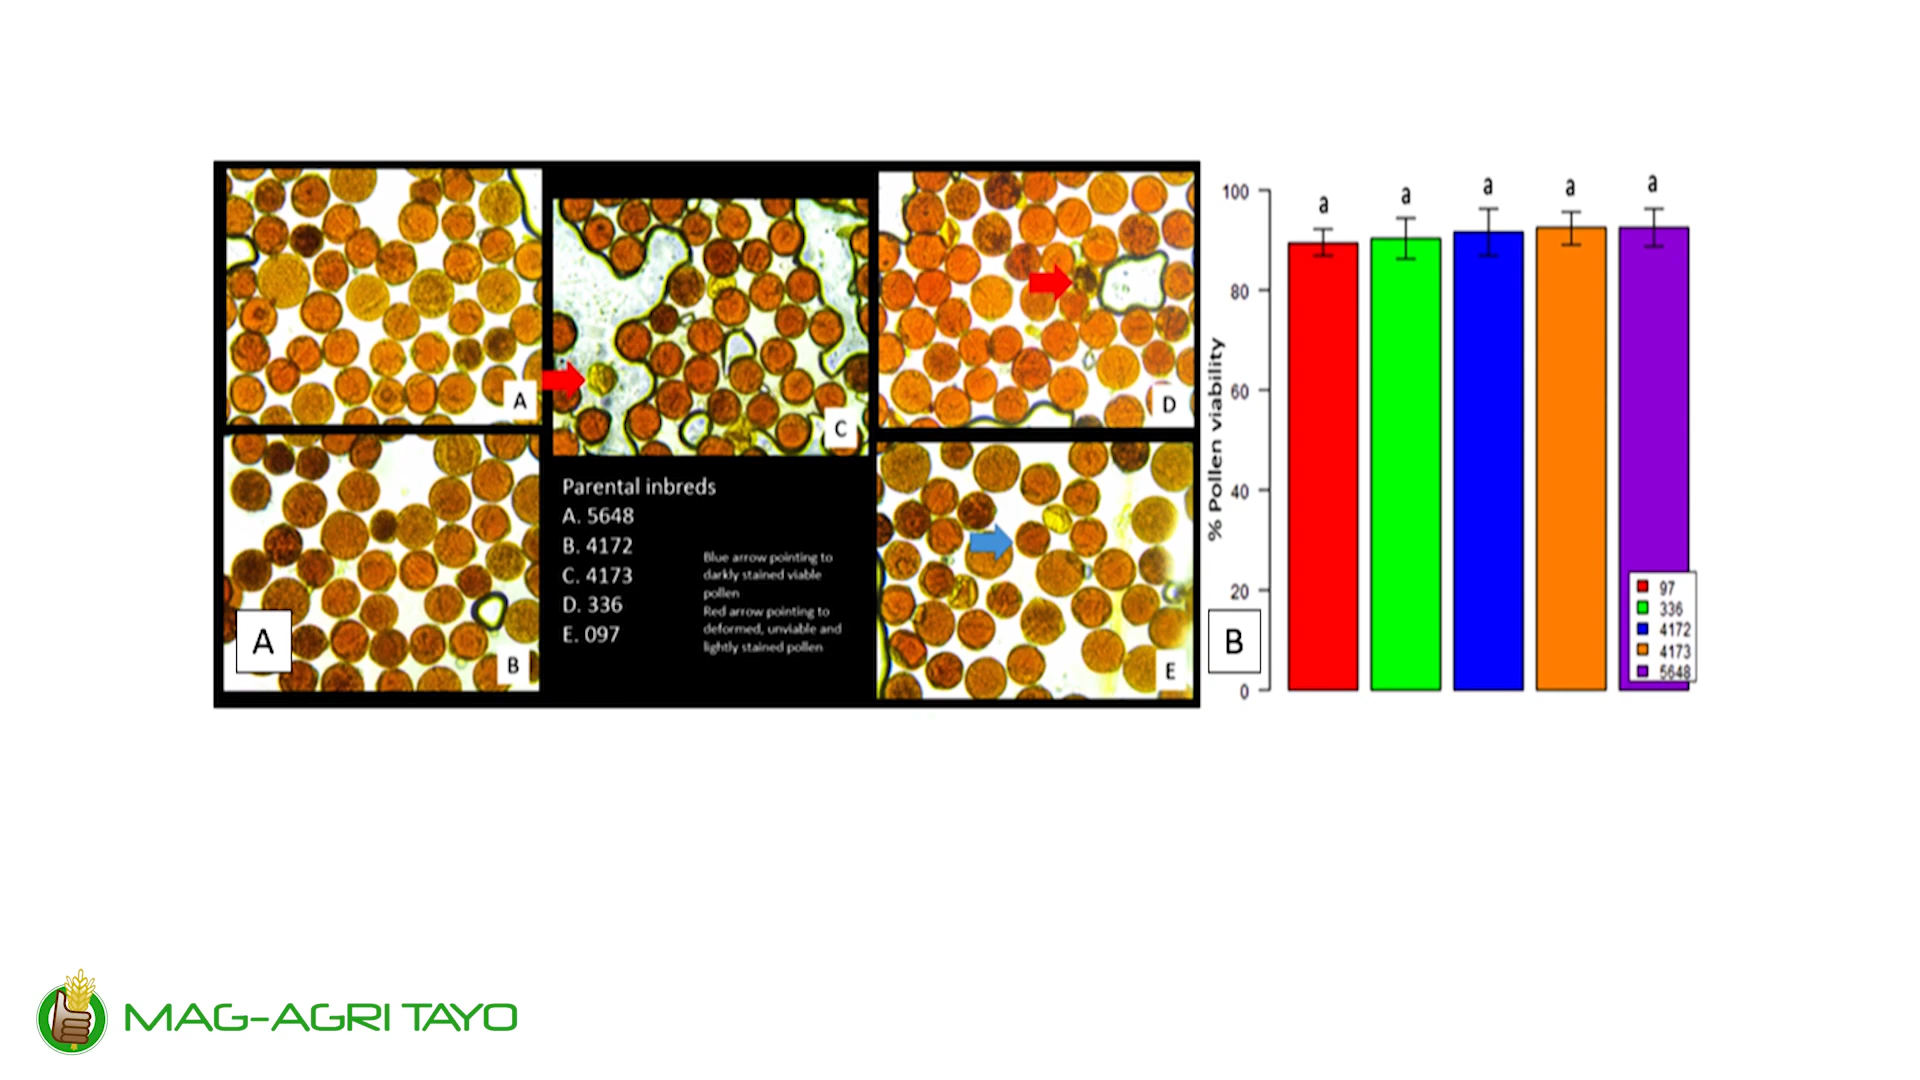 A
B
C
D
E
Parental inbreds
A. 5648
B. 4172
C. 4173
D. 336
E. 097
Blue arrow pointing to
darkly stained viable
pollen
Red arrow pointing to
deformed, unviable and
lightly stained pollen
A
B
% Pollen viability
100
80
60
40
20
0
a
a
a
a
a
97
336
4172
4173
5648
MAG-AGRI TAYO